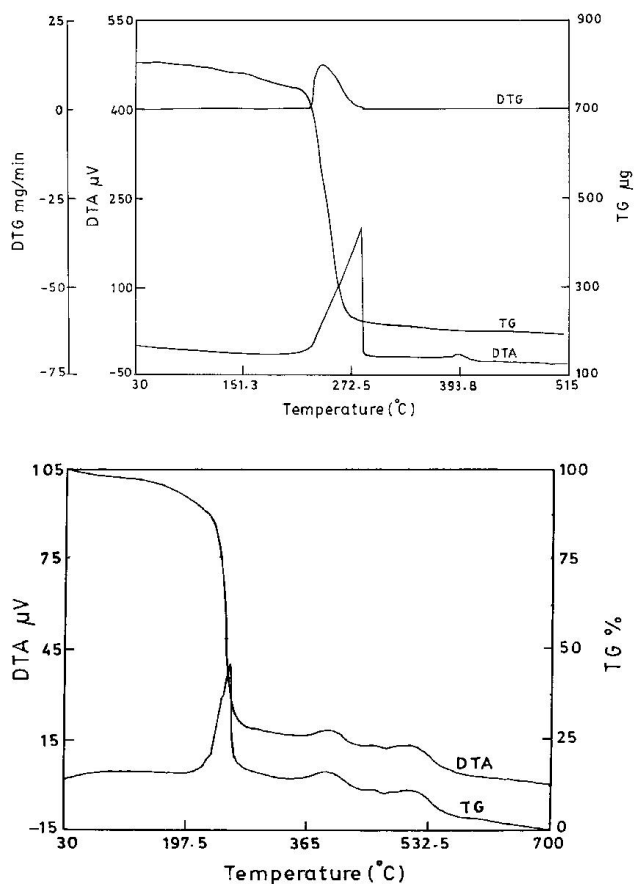 25
0
-25
-50
-75
DTG mg/min
550
400
250
100
-50
DTA µV
900
700
500
300
100
TG µg
DTG
TG
DTA
30 151.3 272.5 393.8 515
Temperature (°C)
105
75
45
15
-15
DTA µV
100
75
50
25
0
TG %
DTA
TG
30 197.5 365 532.5 700
Temperature (°C)